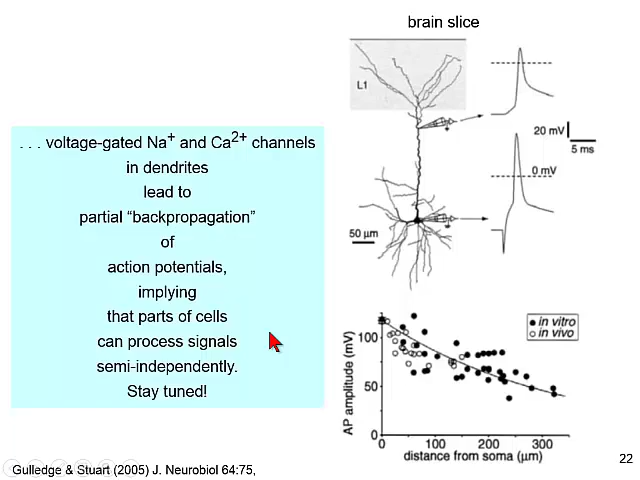 brain slice
. . . voltage-gated Na+ and Ca2+ channels
in dendrites
lead to
partial “backpropagation”
of
action potentials,
implying
that parts of cells
can process signals
semi-independently.
Stay tuned!
L1
20 mV
5 ms
0 mV
50 µm
in vitro
in vivo
AP amplitude (mV)
100
50
0
0 100 200 300
distance from soma (µm)
Gulledge & Stuart (2005) J. Neurobiol 64:75,
22